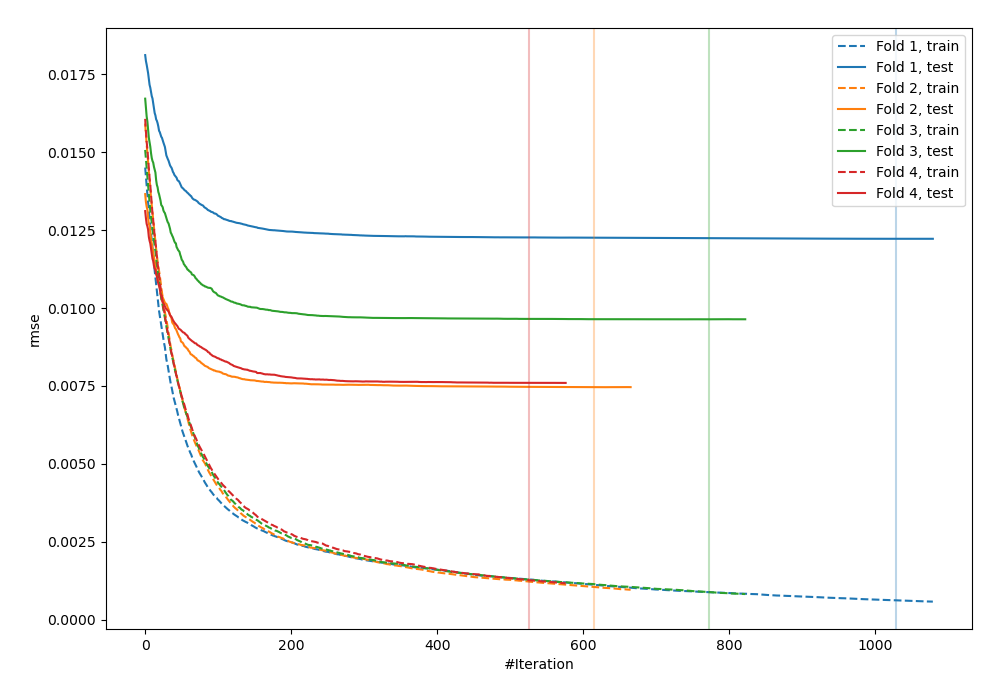 0.0175
0.0150
0.0125
0.0100
0.0075
0.0050
0.0025
0.0000
rmse
0
200
400
600
800
1000
#Iteration
Fold 1, train
Fold 1, test
Fold 2, train
Fold 2, test
Fold 3, train
Fold 3, test
Fold 4, train
Fold 4, test